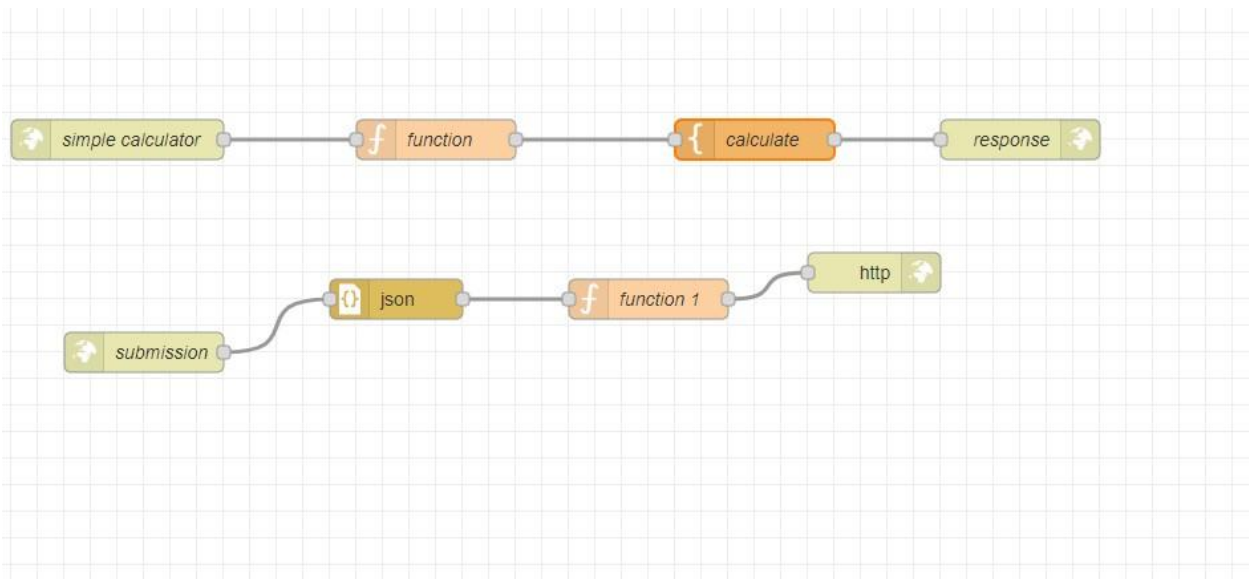 simple calculator
function
calculate
response
http
json
function 1
submission